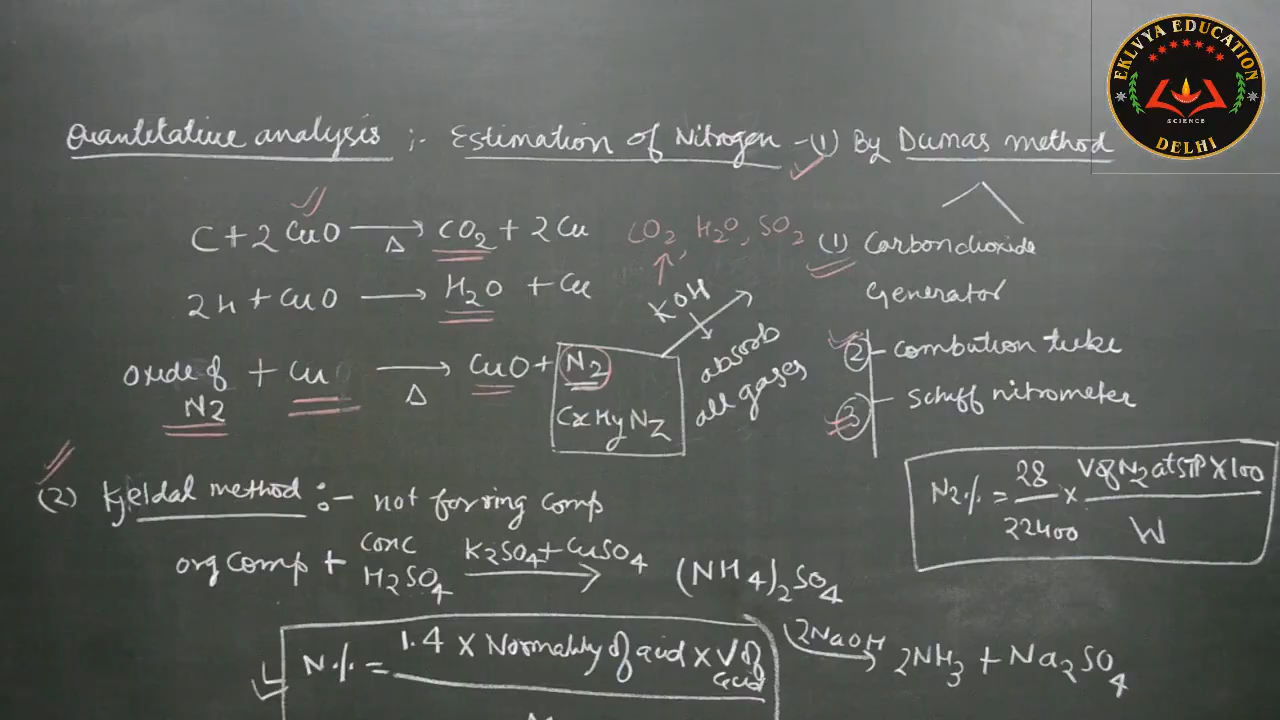 EKLVYA EDUCATION
SCIENCE
DELHI
Quantitative analysis :- Estimation of Nitrogen -(1) By Dumas method
C + 2 CuO →Δ CO2 + 2 Cu
CO2, H2O, SO2
(1) Carbondioxide
Generator
2H + CuO → H2O + Cu
KOH
absorb
all gases
(2) - combution tube
(3) - schiff nitrometer
oxide of N2 + Cu →Δ CuO + N2
CxHyNz
N2% = 28/22400 × V of N2 at STP × 100/W
(2) Kjeldal method :- not for ring comp
org comp + conc H2SO4 K2SO4 + CuSO4 → (NH4)2SO4
2NaOH → 2NH3 + Na2SO4
N% = 1.4 × Normality of acid × V of acid